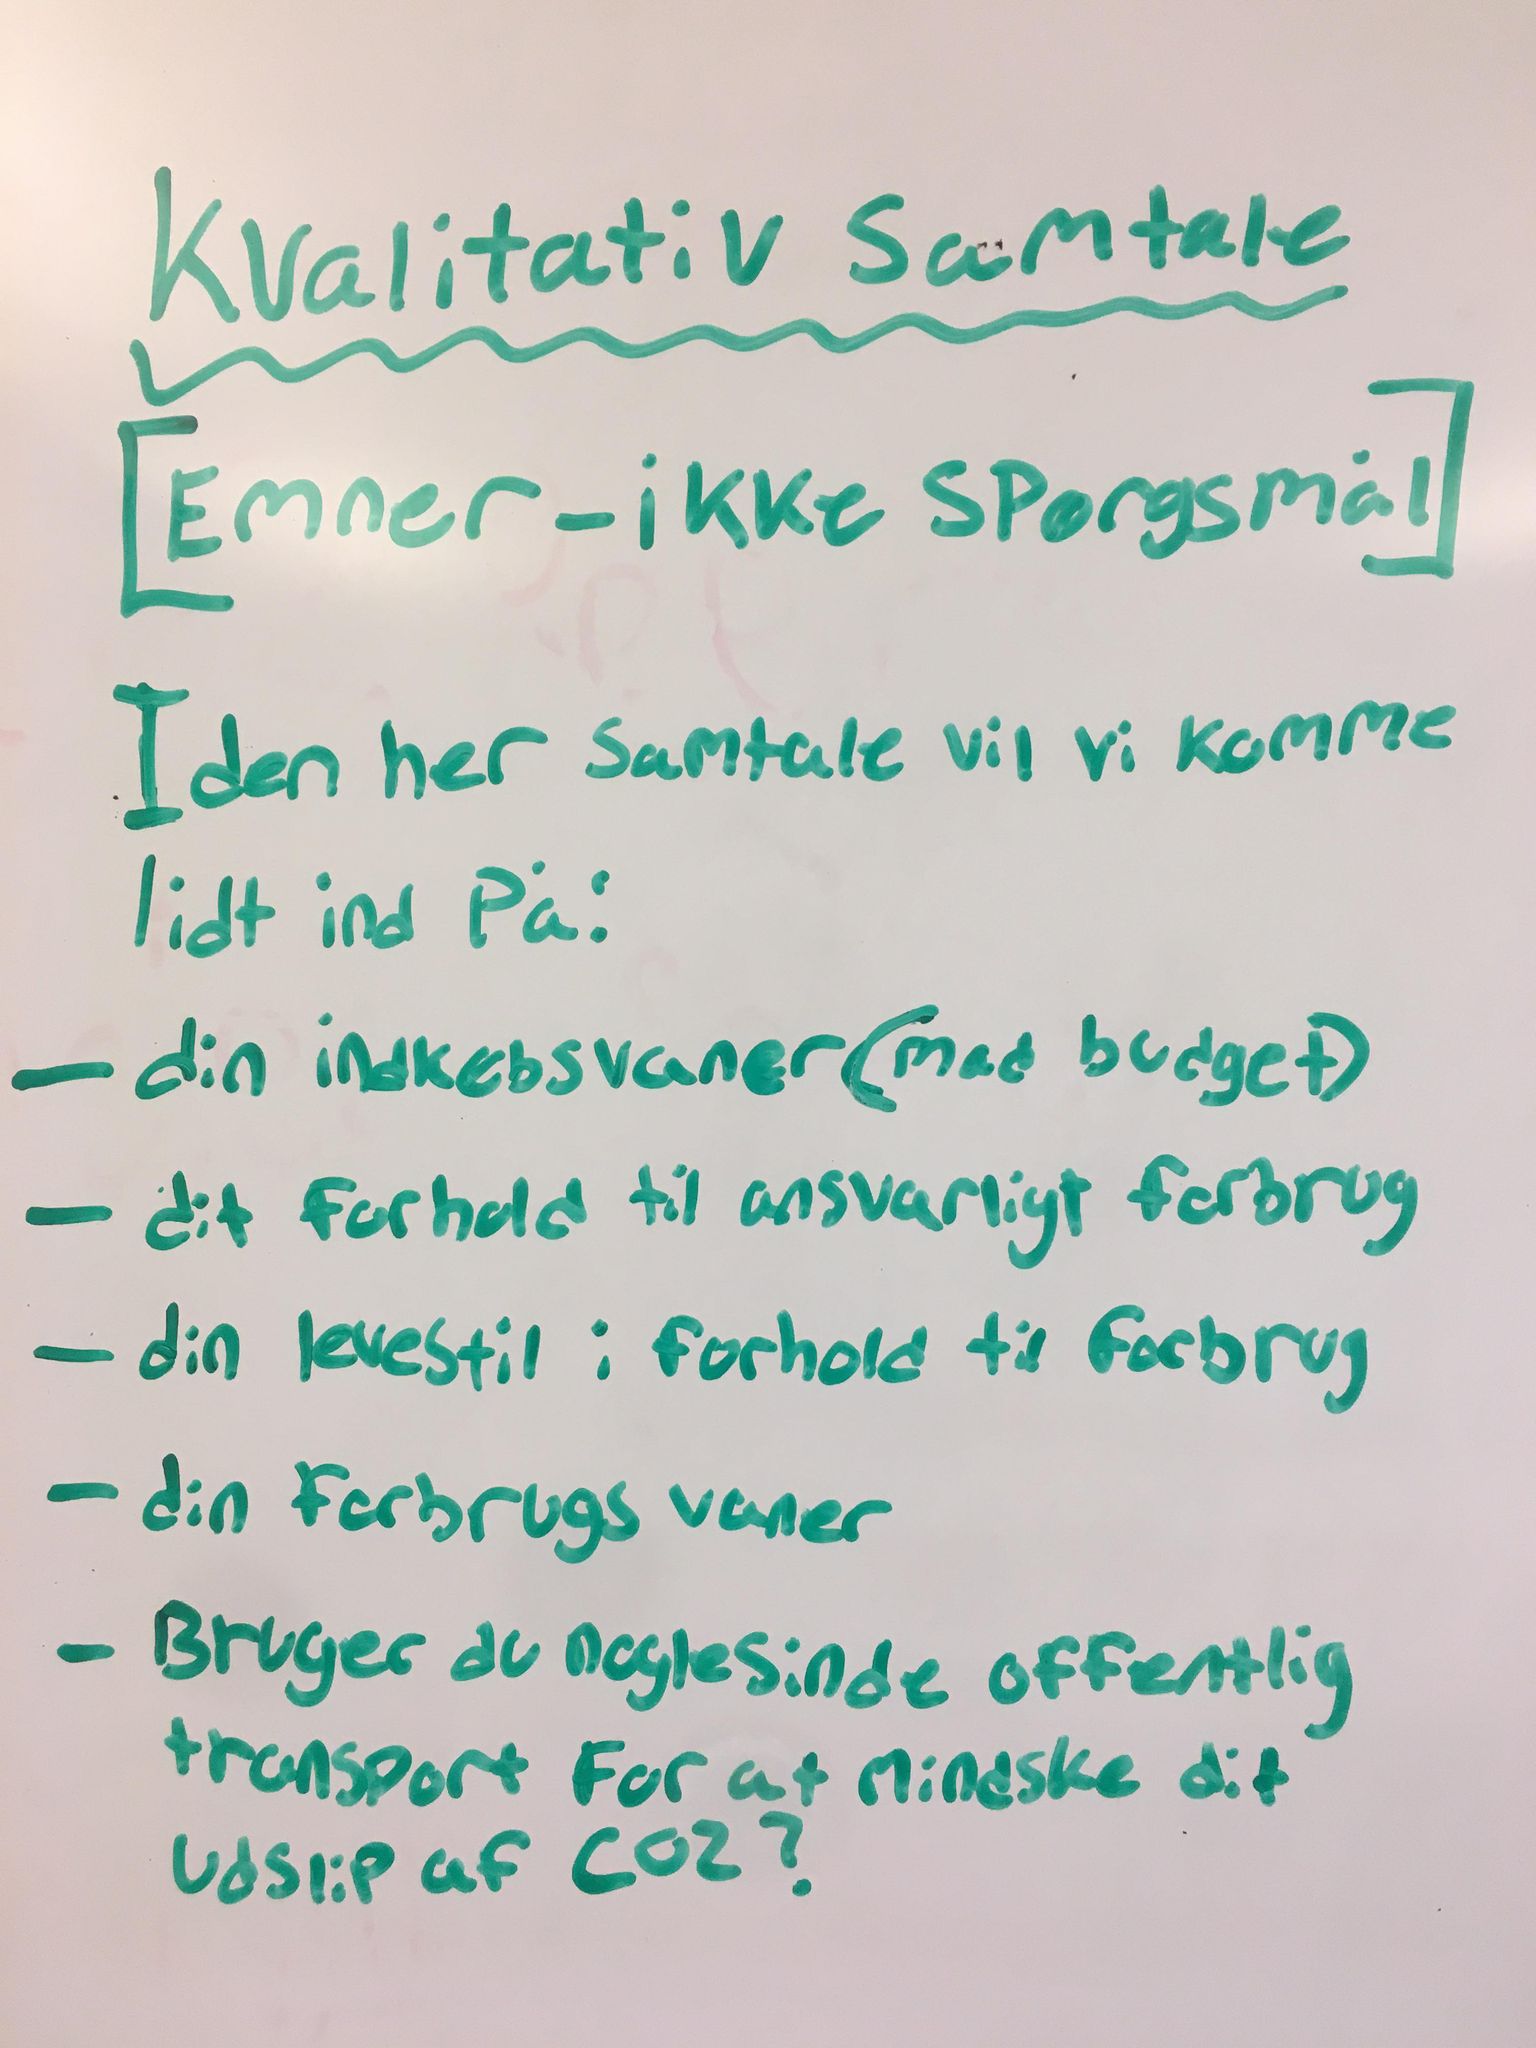 Kvalitativ Samtale
[Emner - ikke spørgsmål]
I den her samtale vil vi komme
lidt ind på:
- din indkøbsvaner (mad budget)
- dit forhold til ansvarligt forbrug
- din levestil i forhold til forbrug
- din forbrugs vaner
- Bruger du noglesinde offentlig
transport for at mindske dit
udslip af CO2?